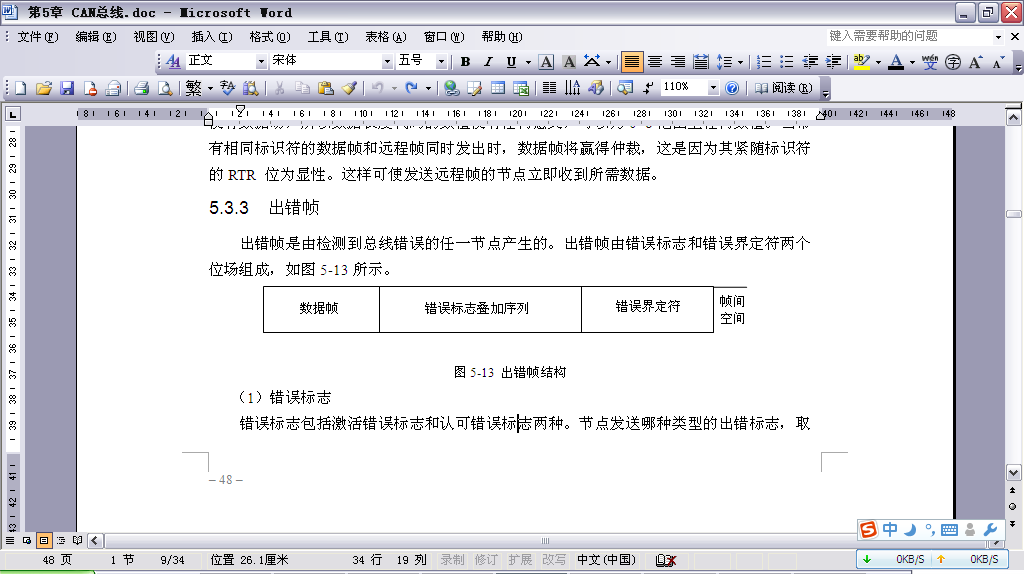 第5章 CAN总线.doc - Microsoft Word
文件(F) 编辑(E) 视图(V) 插入(I) 格式(O) 工具(T) 表格(A) 窗口(W) 帮助(H) 键入需要帮助的问题
正文 宋体 五号 B I U A A
繁 110% 阅读(R)
有相同标识符的数据帧和远程帧同时发出时，数据帧将赢得仲裁，这是因为其紧随标识符
的 RTR 位为显性。这样可使发送远程帧的节点立即收到所需数据。
5.3.3 出错帧
出错帧是由检测到总线错误的任一节点产生的。出错帧由错误标志和错误界定符两个
位场组成，如图 5-13 所示。
数据帧 错误标志叠加序列 错误界定符 帧间
空间
图 5-13 出错帧结构
（1）错误标志
错误标志包括激活错误标志和认可错误标志两种。节点发送哪种类型的出错标志，取
– 48 –
中
48 页 1 节 9/34 位置 26.1厘米 34 行 19 列 录制 修订 扩展 改写 中文(中国)
0KB/S 0KB/S